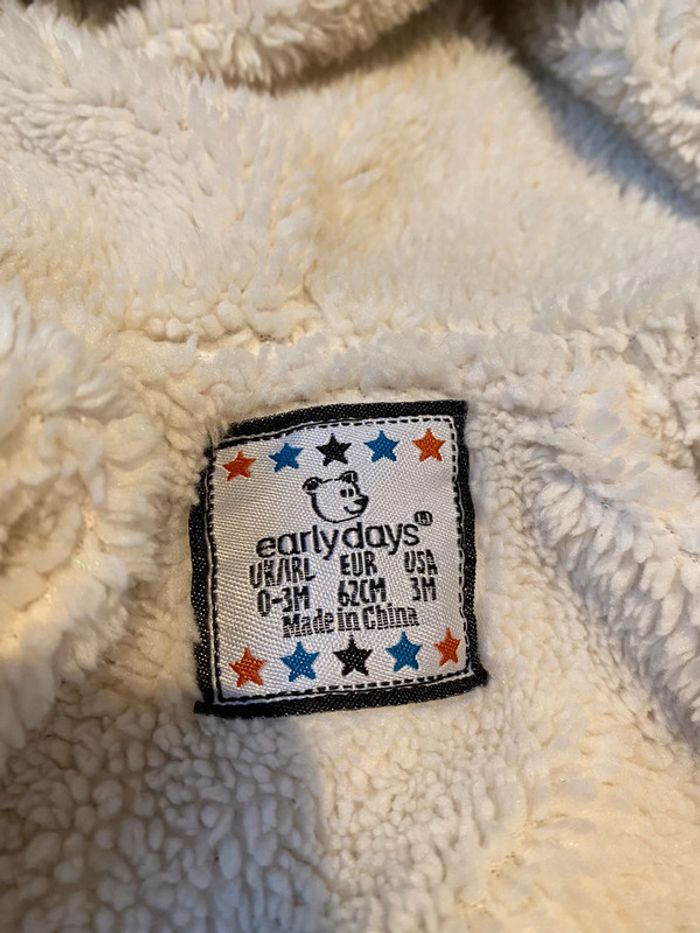 earlydays
UK/IRL EUR USA
0-3M 62CM 3M
Made in China